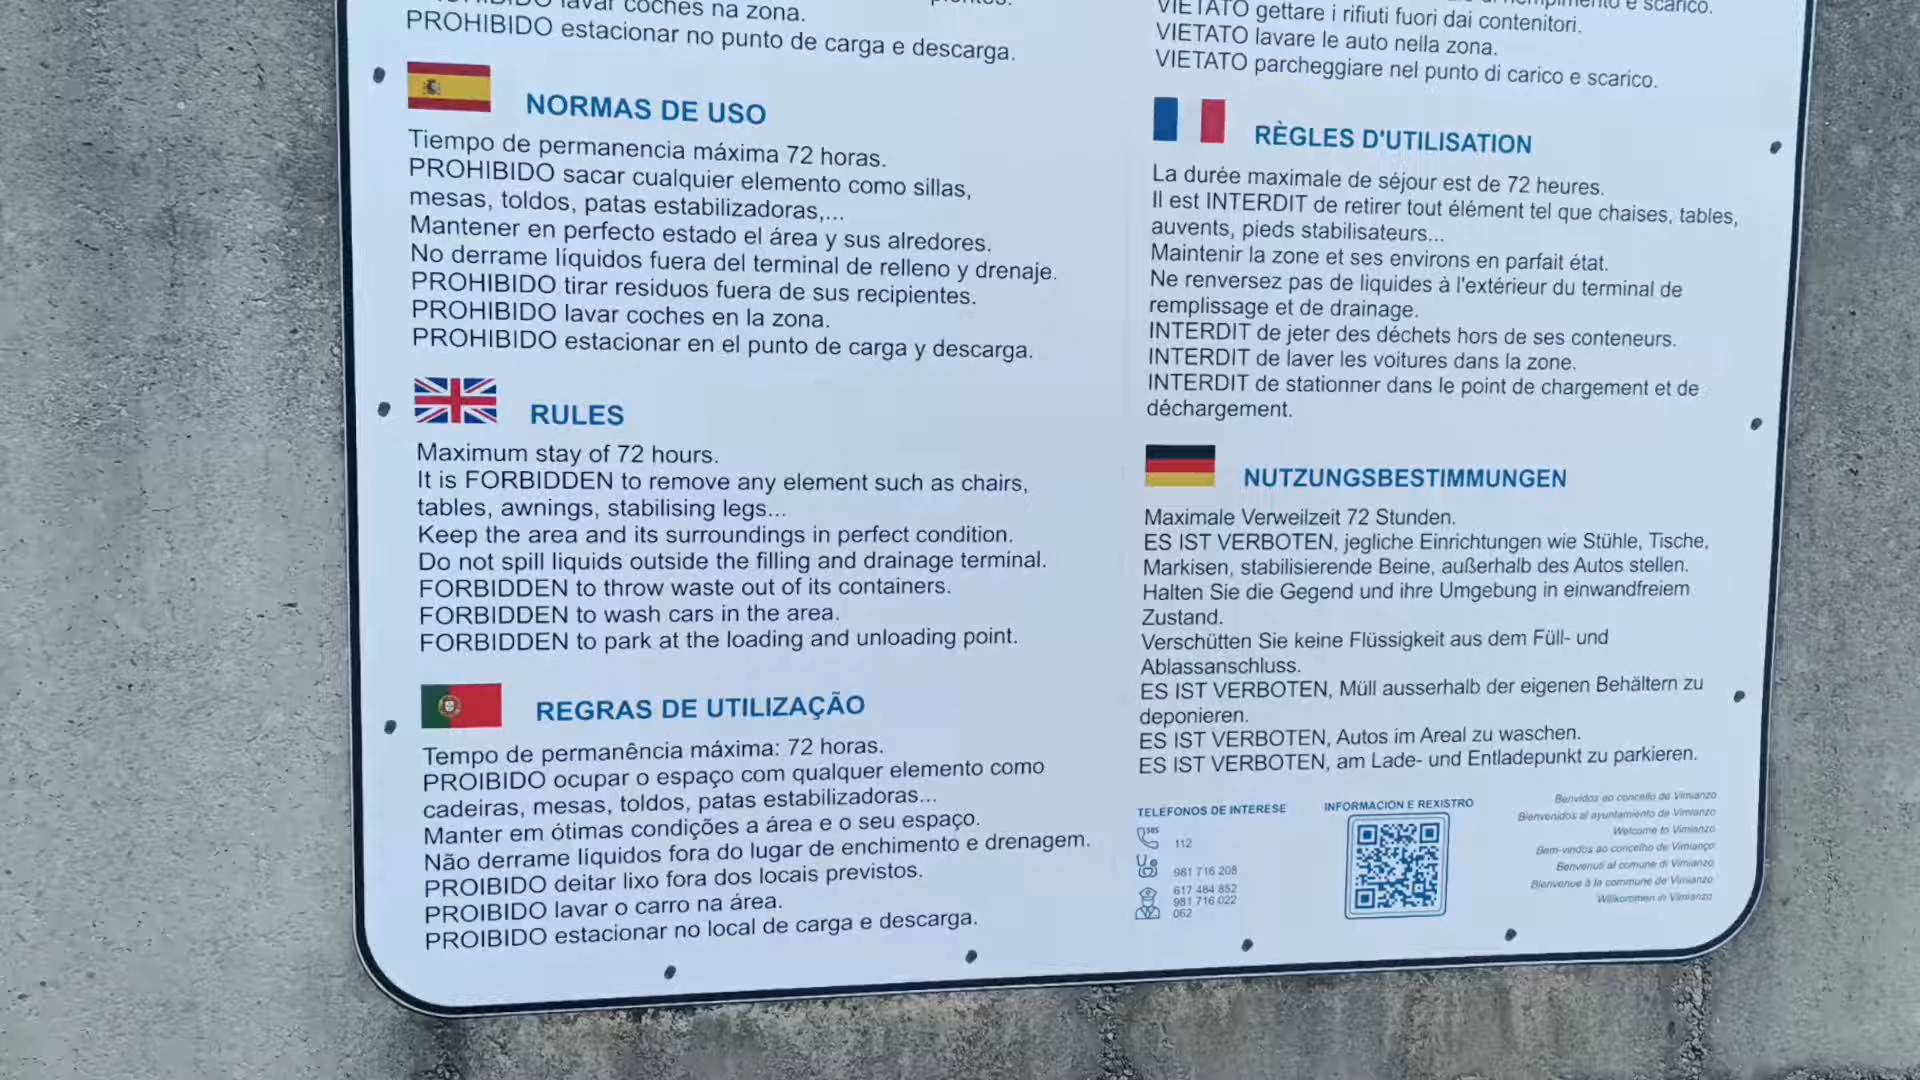 lavar coches na zona.
PROHIBIDO estacionar no punto de carga e descarga.
NORMAS DE USO
Tiempo de permanencia máxima 72 horas.
PROHIBIDO sacar cualquier elemento como sillas,
mesas, toldos, patas estabilizadoras,...
Mantener en perfecto estado el área y sus alredores.
No derrame líquidos fuera del terminal de relleno y drenaje.
PROHIBIDO tirar residuos fuera de sus recipientes.
PROHIBIDO lavar coches en la zona.
PROHIBIDO estacionar en el punto de carga y descarga.
RULES
Maximum stay of 72 hours.
It is FORBIDDEN to remove any element such as chairs,
tables, awnings, stabilising legs...
Keep the area and its surroundings in perfect condition.
Do not spill liquids outside the filling and drainage terminal.
FORBIDDEN to throw waste out of its containers.
FORBIDDEN to wash cars in the area.
FORBIDDEN to park at the loading and unloading point.
REGRAS DE UTILIZAÇÃO
Tempo de permanência máxima: 72 horas.
PROIBIDO ocupar o espaço com qualquer elemento como
cadeiras, mesas, toldos, patas estabilizadoras...
Manter em ótimas condições a área e o seu espaço.
Não derrame líquidos fora do lugar de enchimento e drenagem.
PROIBIDO deitar lixo fora dos locais previstos.
PROIBIDO lavar o carro na área.
PROIBIDO estacionar no local de carga e descarga.
e scarico.
VIETATO gettare i rifiuti fuori dai contenitori.
VIETATO lavare le auto nella zona.
VIETATO parcheggiare nel punto di carico e scarico.
RÈGLES D'UTILISATION
La durée maximale de séjour est de 72 heures.
Il est INTERDIT de retirer tout élément tel que chaises, tables,
auvents, pieds stabilisateurs...
Maintenir la zone et ses environs en parfait état.
Ne renversez pas de liquides à l'extérieur du terminal de
remplissage et de drainage.
INTERDIT de jeter des déchets hors de ses conteneurs.
INTERDIT de laver les voitures dans la zone.
INTERDIT de stationner dans le point de chargement et de
déchargement.
NUTZUNGSBESTIMMUNGEN
Maximale Verweilzeit 72 Stunden.
ES IST VERBOTEN, jegliche Einrichtungen wie Stühle, Tische,
Markisen, stabilisierende Beine, außerhalb des Autos stellen.
Halten Sie die Gegend und ihre Umgebung in einwandfreiem
Zustand.
Verschütten Sie keine Flüssigkeit aus dem Füll- und
Ablassanschluss.
ES IST VERBOTEN, Müll ausserhalb der eigenen Behältern zu
deponieren.
ES IST VERBOTEN, Autos im Areal zu waschen.
ES IST VERBOTEN, am Lade- und Entladepunkt zu parkieren.
TELÉFONOS DE INTERESE
SOS
112
981 716 208
617 484 852
981 716 022
062
INFORMACION E REXISTRO
Benvidos ao concello de Vimianzo
Bienvenidos al ayuntamiento de Vimianzo
Welcome to Vimianzo
Bem-vindos ao concelho de Vimianço
Benvenuti al comune di Vimianzo
Bienvenue à la commune de Vimianzo
Willkommen in Vimianzo